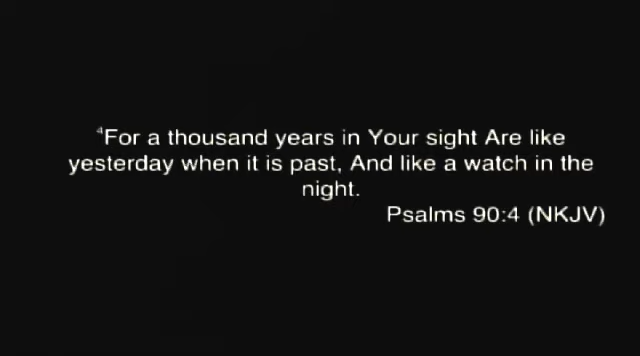 ⁴For a thousand years in Your sight Are like
yesterday when it is past, And like a watch in the
night.
Psalms 90:4 (NKJV)